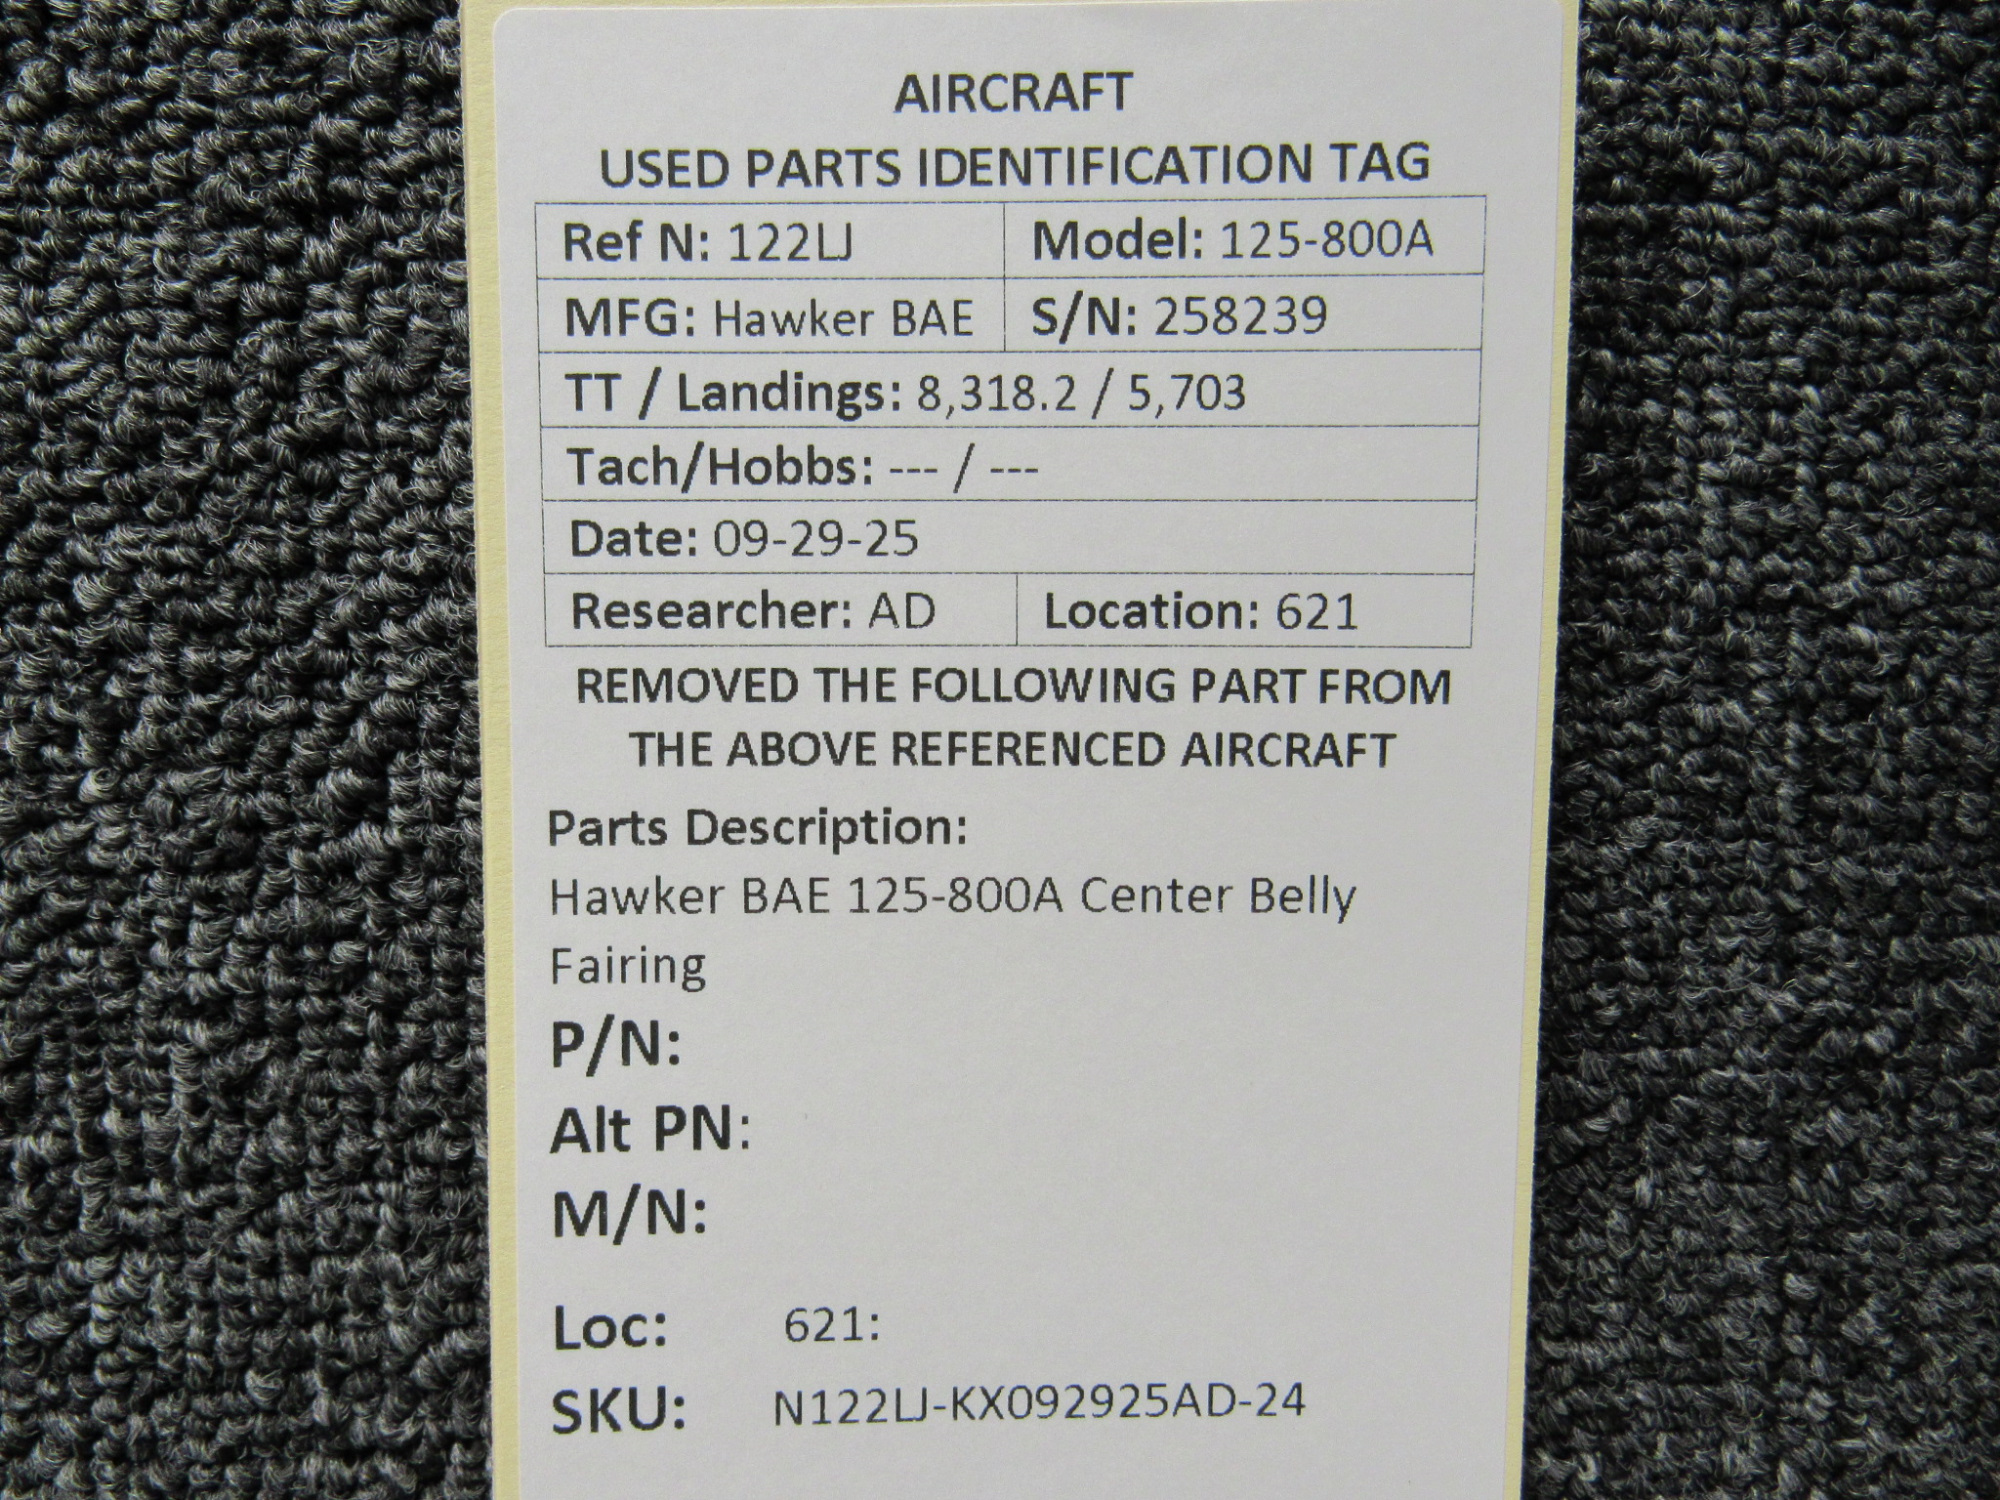 AIRCRAFT
USED PARTS IDENTIFICATION TAG
Ref N: 122LJ Model: 125-800A
MFG: Hawker BAE S/N: 258239
TT / Landings: 8,318.2 / 5,703
Tach/Hobbs: --- / ---
Date: 09-29-25
Researcher: AD Location: 621
REMOVED THE FOLLOWING PART FROM
THE ABOVE REFERENCED AIRCRAFT
Parts Description:
Hawker BAE 125-800A Center Belly
Fairing
P/N:
Alt PN:
M/N:
Loc: 621:
SKU: N122LJ-KX092925AD-24